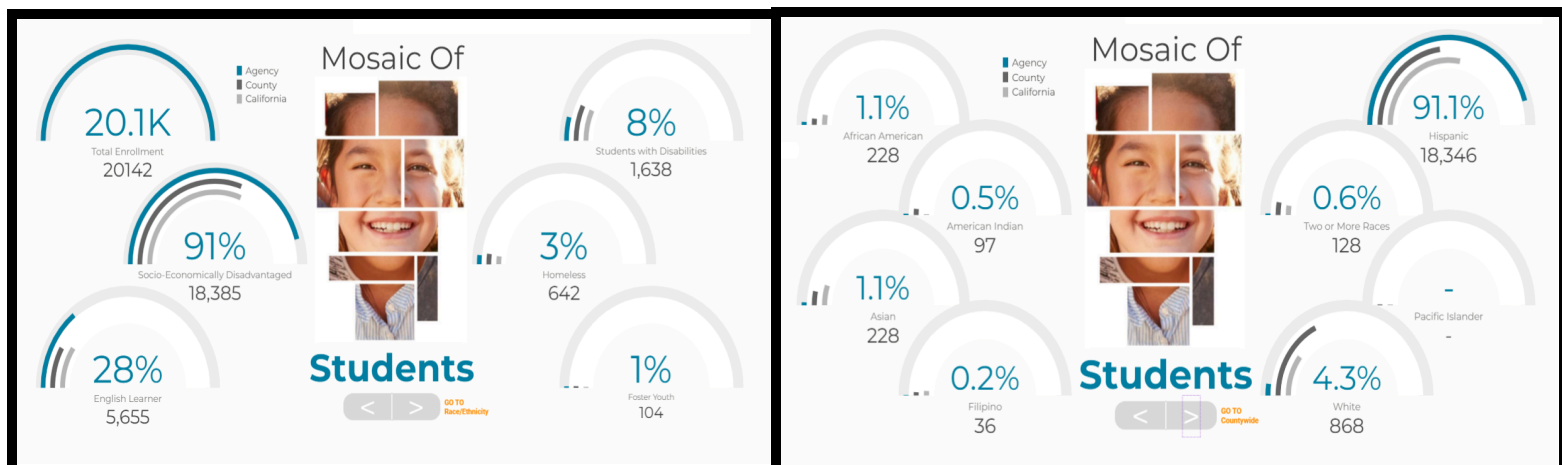 Mosaic Of
Agency
County
California
20.1K
Total Enrollment
20142
91%
Socio-Economically Disadvantaged
18,385
28%
English Learner
5,655
8%
Students with Disabilities
1,638
3%
Homeless
642
1%
Foster Youth
104
Students
< >
GO TO
Race/Ethnicity
Mosaic Of
Agency
County
California
1.1%
African American
228
0.5%
American Indian
97
1.1%
Asian
228
0.2%
Filipino
36
91.1%
Hispanic
18,346
0.6%
Two or More Races
128
-
Pacific Islander
-
4.3%
White
868
Students
< >
GO TO
Countywide